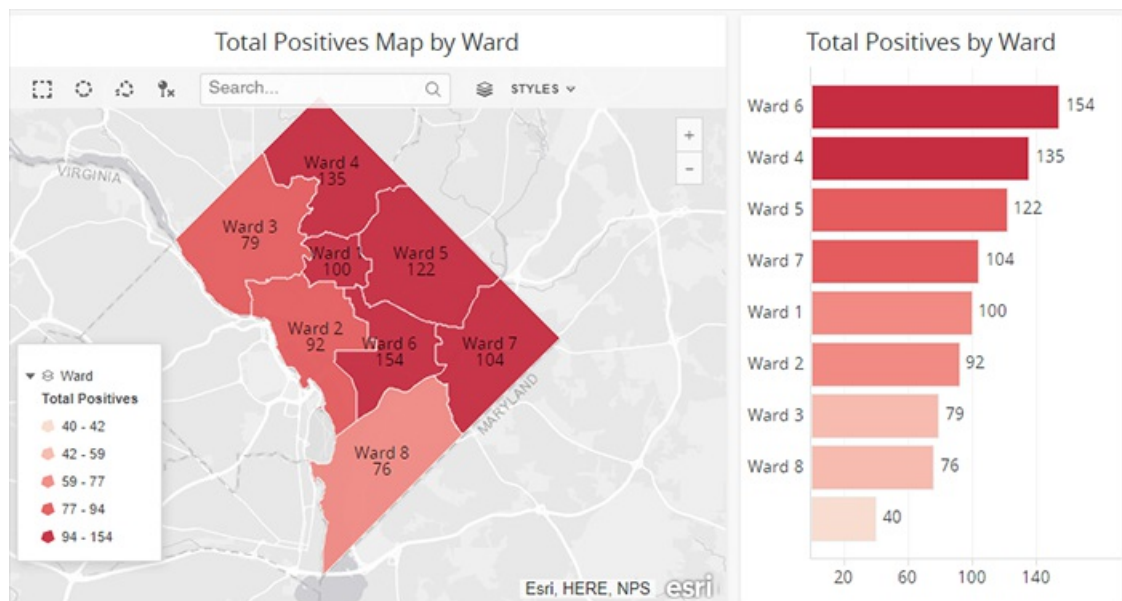 Total Positives Map by Ward
Search...
STYLES
+
-
VIRGINIA
Ward 4
135
Ward 3
79
Ward 1
100
Ward 5
122
Ward 2
92
Ward 6
154
Ward 7
104
MARYLAND
Ward 8
76
Ward
Total Positives
40 - 42
42 - 59
59 - 77
77 - 94
94 - 154
Esri, HERE, NPS
esri
Total Positives by Ward
Ward 6 154
Ward 4 135
Ward 5 122
Ward 7 104
Ward 1 100
Ward 2 92
Ward 3 79
Ward 8 76
40
20 60 100 140